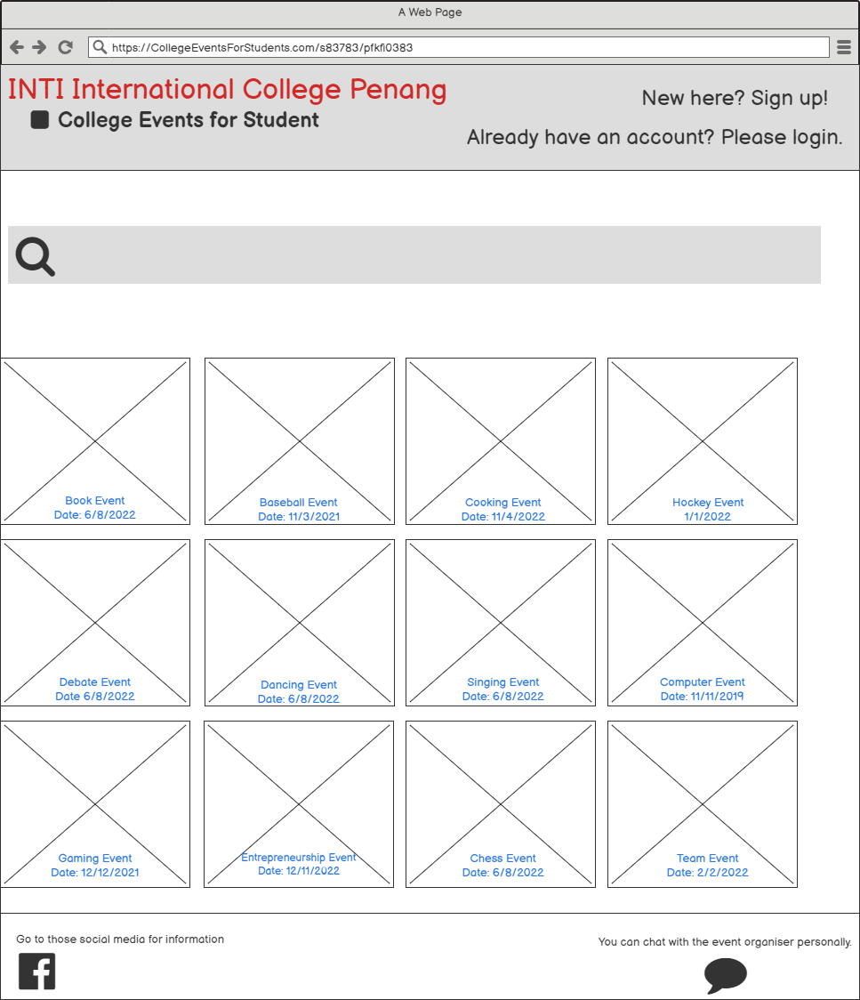 A Web Page
https://CollegeEventsForStudents.com/s83783/pfkfi0383
INTI International College Penang
College Events for Student
New here? Sign up!
Already have an account? Please login.
Book Event
Date: 6/8/2022
Baseball Event
Date: 11/3/2021
Cooking Event
Date: 11/4/2022
Hockey Event
1/1/2022
Debate Event
Date 6/8/2022
Dancing Event
Date: 6/8/2022
Singing Event
Date: 6/8/2022
Computer Event
Date: 11/11/2019
Gaming Event
Date: 12/12/2021
Entrepreneurship Event
Date: 12/11/2022
Chess Event
Date: 6/8/2022
Team Event
Date: 2/2/2022
Go to those social media for information
You can chat with the event organiser personally.